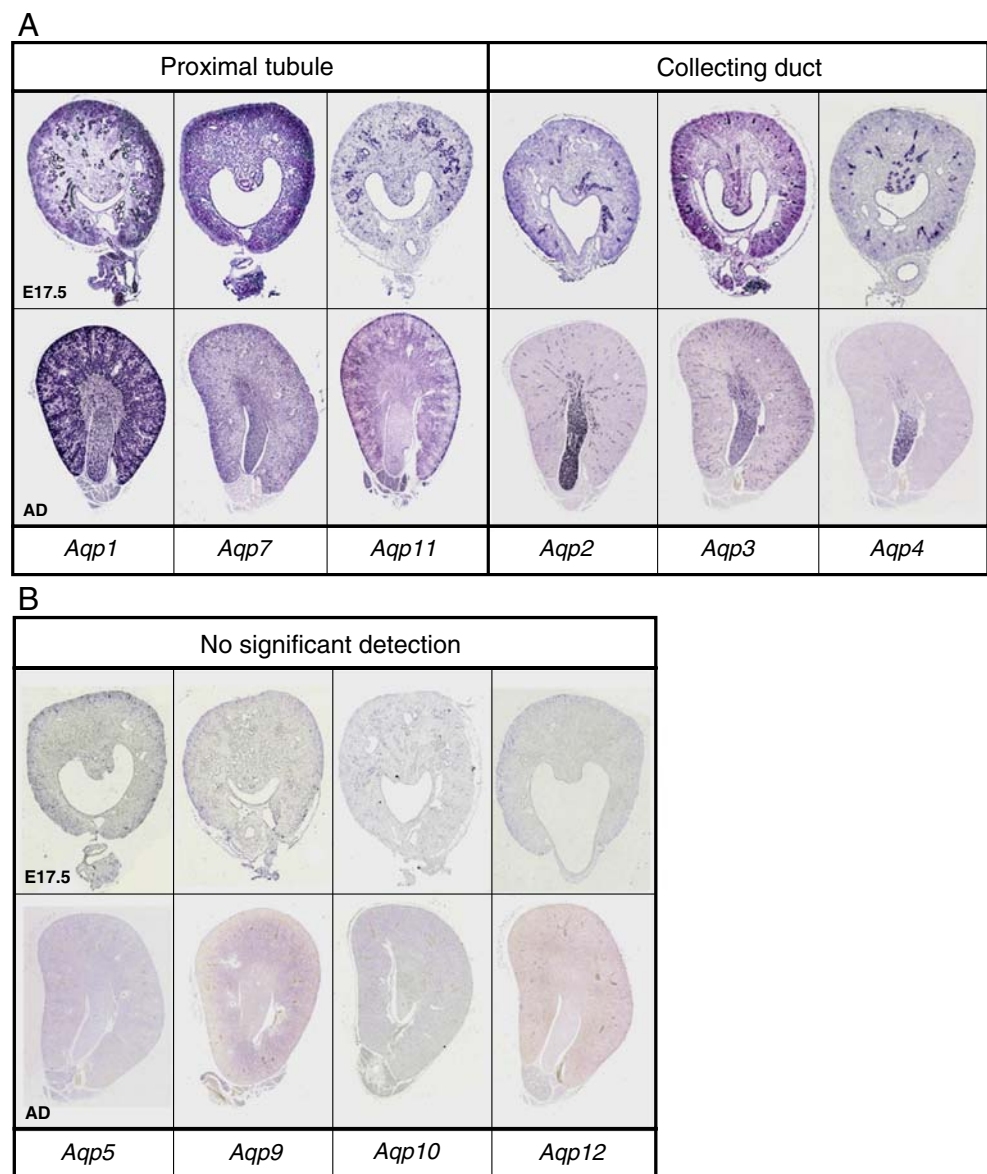 A
Proximal tubule
Collecting duct
E17.5
AD
Aqp1
Aqp7
Aqp11
Aqp2
Aqp3
Aqp4
B
No significant detection
E17.5
AD
Aqp5
Aqp9
Aqp10
Aqp12